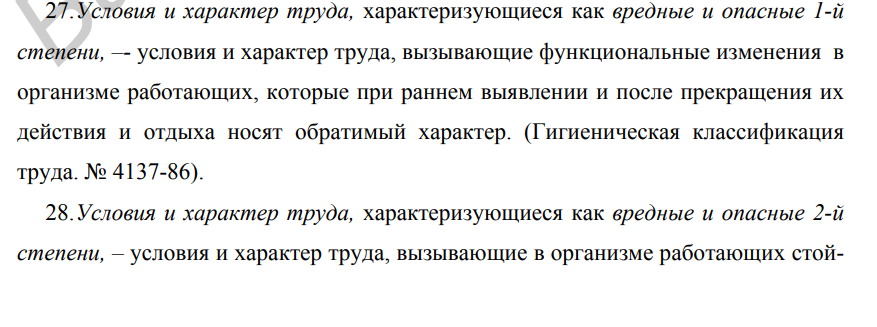 27.Условия и характер труда, характеризующиеся как вредные и опасные 1-й
степени, –- условия и характер труда, вызывающие функциональные изменения в
организме работающих, которые при раннем выявлении и после прекращения их
действия и отдыха носят обратимый характер. (Гигиеническая классификация
труда. № 4137-86).
28.Условия и характер труда, характеризующиеся как вредные и опасные 2-й
степени, – условия и характер труда, вызывающие в организме работающих стой-